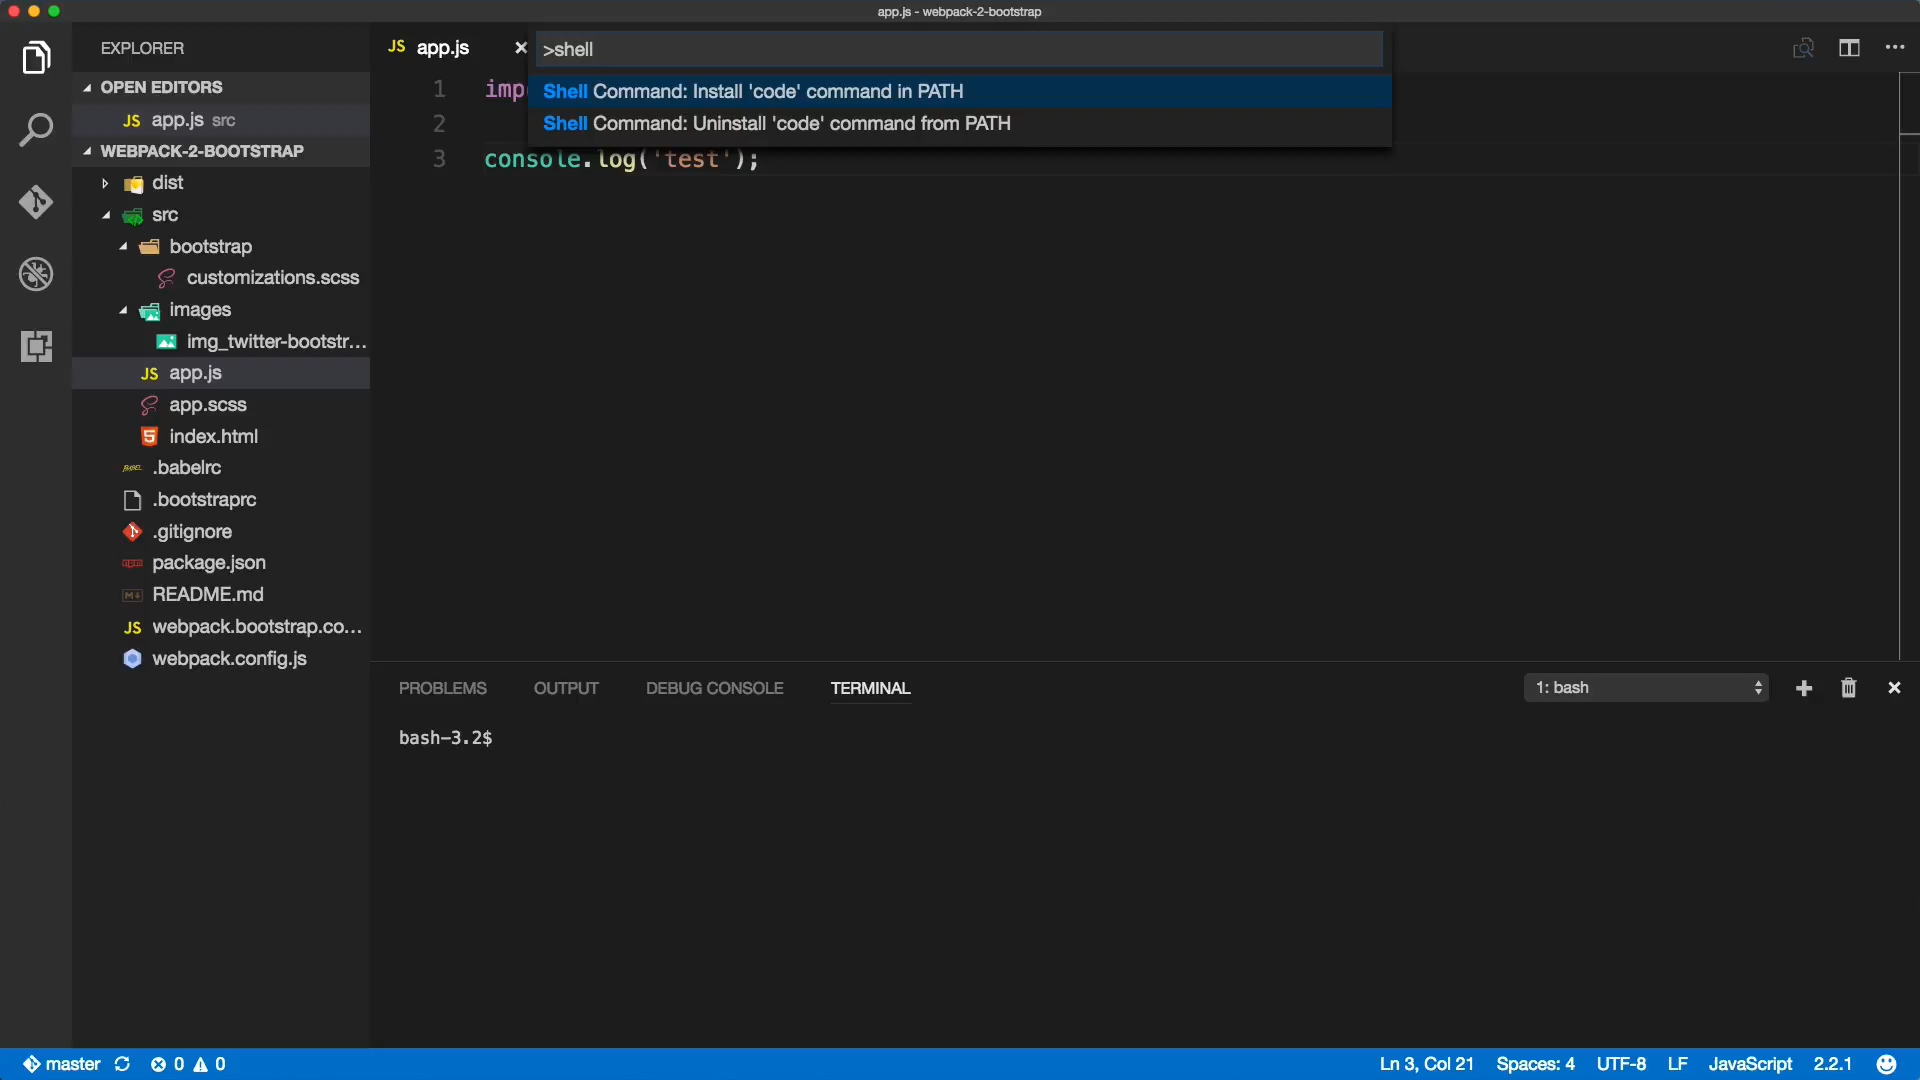 app.js - webpack-2-bootstrap
EXPLORER
OPEN EDITORS
JS app.js src
WEBPACK-2-BOOTSTRAP
dist
src
bootstrap
customizations.scss
images
img_twitter-bootstr...
JS app.js
app.scss
5 index.html
BABEL .babelrc
.bootstraprc
.gitignore
npm package.json
M↓ README.md
JS webpack.bootstrap.co...
webpack.config.js
JS app.js ×
>shell
Shell Command: Install 'code' command in PATH
Shell Command: Uninstall 'code' command from PATH
1 imp
2
3 console.log('test');
PROBLEMS OUTPUT DEBUG CONSOLE TERMINAL
1: bash
bash-3.2$
master 0 0
Ln 3, Col 21 Spaces: 4 UTF-8 LF JavaScript 2.2.1